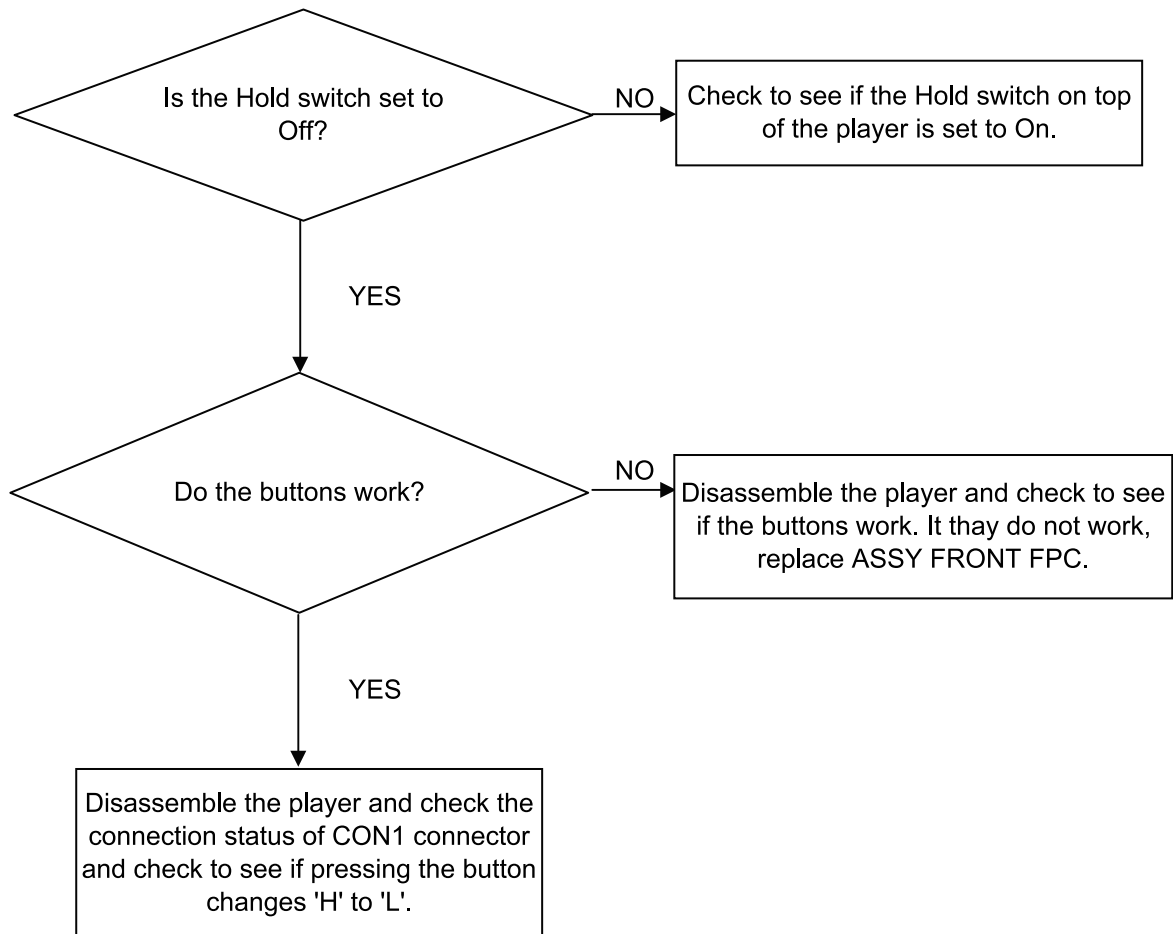 Is the Hold switch set to
Off?
NO
Check to see if the Hold switch on top
of the player is set to On.
YES
Do the buttons work?
NO
Disassemble the player and check to see
if the buttons work. It thay do not work,
replace ASSY FRONT FPC.
YES
Disassemble the player and check the
connection status of CON1 connector
and check to see if pressing the button
changes 'H' to 'L'.